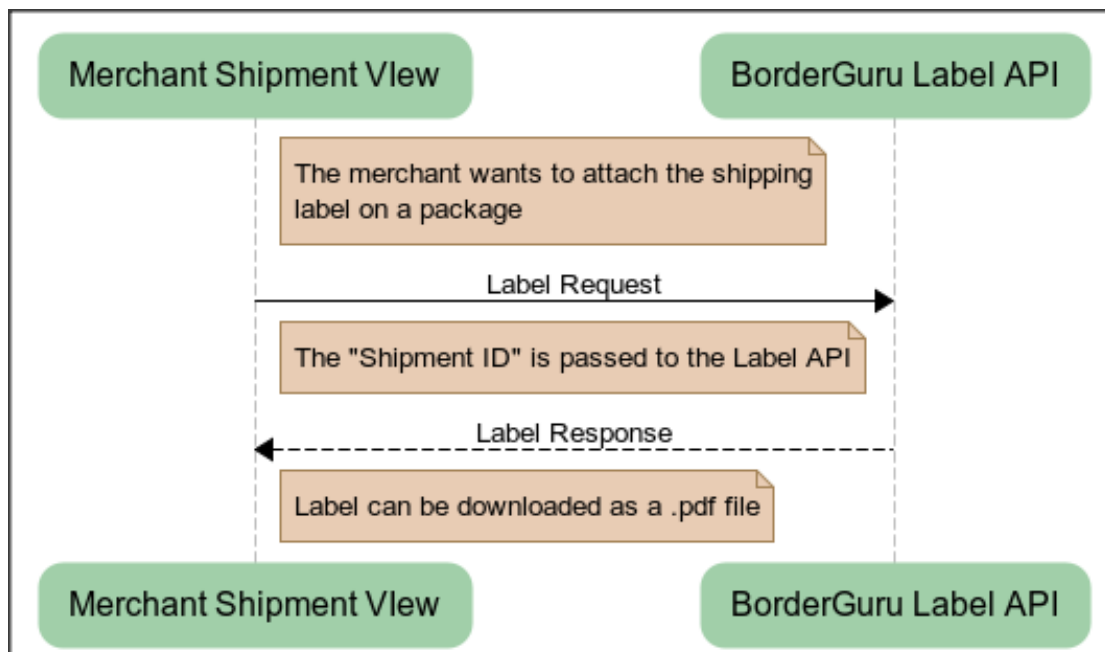 Merchant Shipment VIew
BorderGuru Label API
The merchant wants to attach the shipping
label on a package
Label Request
The "Shipment ID" is passed to the Label API
Label Response
Label can be downloaded as a .pdf file
Merchant Shipment VIew
BorderGuru Label API